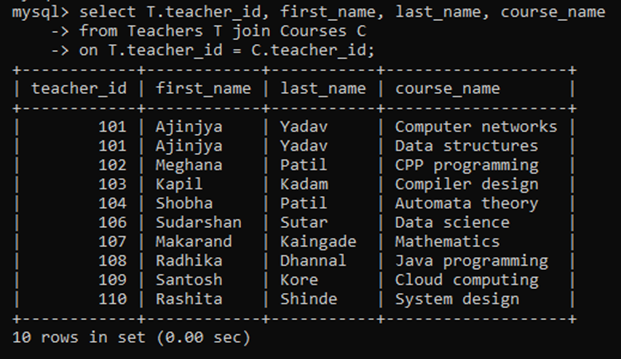 mysql> select T.teacher_id, first_name, last_name, course_name
    -> from Teachers T join Courses C
    -> on T.teacher_id = C.teacher_id;
+------------+------------+-----------+-------------------+
| teacher_id | first_name | last_name | course_name       |
+------------+------------+-----------+-------------------+
|        101 | Ajinjya    | Yadav     | Computer networks |
|        101 | Ajinjya    | Yadav     | Data structures   |
|        102 | Meghana    | Patil     | CPP programming   |
|        103 | Kapil      | Kadam     | Compiler design   |
|        104 | Shobha     | Patil     | Automata theory   |
|        106 | Sudarshan  | Sutar     | Data science      |
|        107 | Makarand   | Kaingade  | Mathematics       |
|        108 | Radhika    | Dhannal   | Java programming  |
|        109 | Santosh    | Kore      | Cloud computing   |
|        110 | Rashita    | Shinde    | System design     |
+------------+------------+-----------+-------------------+
10 rows in set (0.00 sec)